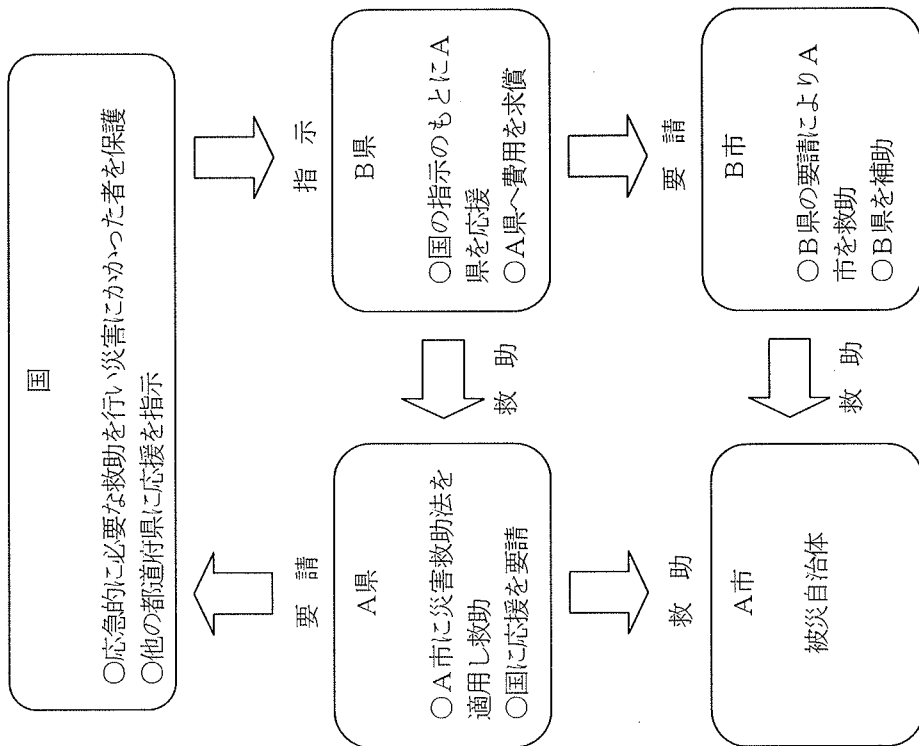 国
○応急的に必要な救助を行い災害にかかった者を保護
○他の都道府県に応援を指示
要請
指示
A県
○A市に災害救助法を
適用し救助
○国に応援を要請
救助
B県
○国の指示のもとにA
県を応援
○A県へ費用を求償
救助
要請
A市
被災自治体
救助
B市
○B県の要請によりA
市を救助
○B県を補助